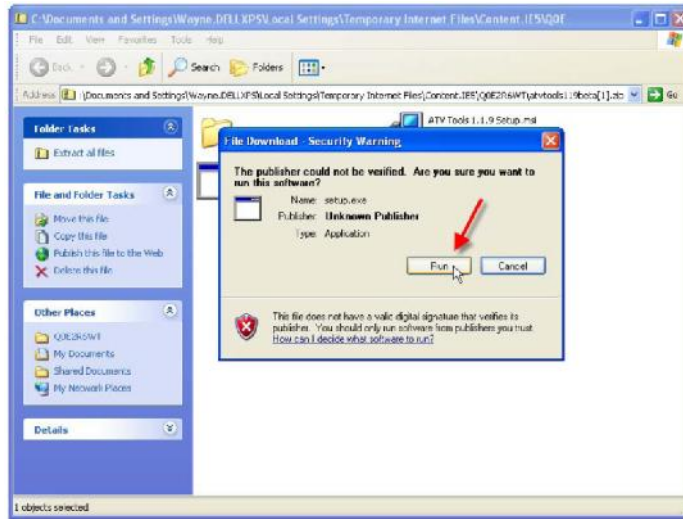 C:\Documents and Settings\Wayne.DELLXPS\Local Settings\Temporary Internet Files\Content.IE5\Q0E
File Edit View Favorites Tools Help
Back Search Folders
Address \Documents and Settings\Wayne.DELLXPS\Local Settings\Temporary Internet Files\Content.IE5\Q0E2R6WT\atvtools119beta[1].zip Go
Folder Tasks
Extract all files
File and Folder Tasks
Move this file
Copy this file
Publish this file to the Web
Delete this file
Other Places
Q0E2R6WT
My Documents
Shared Documents
My Network Places
Details
ATV Tools 1.1.9 Setup.msi
File Download - Security Warning
The publisher could not be verified. Are you sure you want to
run this software?
Name: setup.exe
Publisher: Unknown Publisher
Type: Application
Run Cancel
This file does not have a valid digital signature that verifies its
publisher. You should only run software from publishers you trust.
How can I decide what software to run?
1 objects selected